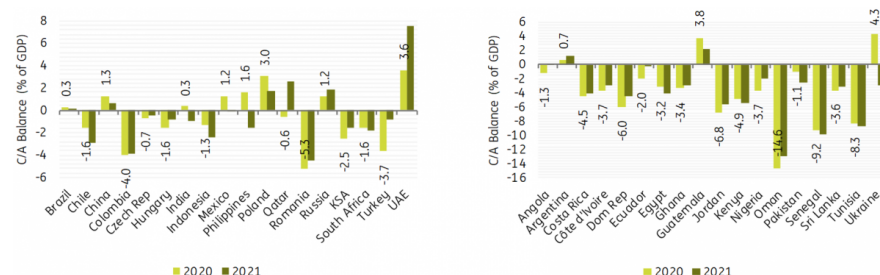 C/A Balance (% of GDP)
8
6
4
2
0
-2
-4
-6
0.3
-1.6
1.3
-4.0
-0.7
-1.6
0.3
-1.3
1.2
1.6
3.0
-0.6
-5.3
1.2
-2.5
-1.6
-3.7
3.6
Brazil
Chile
China
Colombia
Czech Rep
Hungary
India
Indonesia
Mexico
Philippines
Poland
Qatar
Romania
Russia
KSA
South Africa
Turkey
UAE
2020 2021
C/A Balance (% of GDP)
6
4
2
0
-2
-4
-6
-8
-10
-12
-14
-16
-1.3
0.7
-4.5
-3.7
-6.0
-2.0
-3.2
-3.4
3.8
-6.8
-4.9
-3.7
-14.6
-1.1
-9.2
-3.6
-8.3
4.3
Angola
Argentina
Costa Rica
Côte d'Ivoire
Dom Rep
Ecuador
Egypt
Ghana
Guatemala
Jordan
Kenya
Nigeria
Oman
Pakistan
Senegal
Sri Lanka
Tunisia
Ukraine
2020 2021